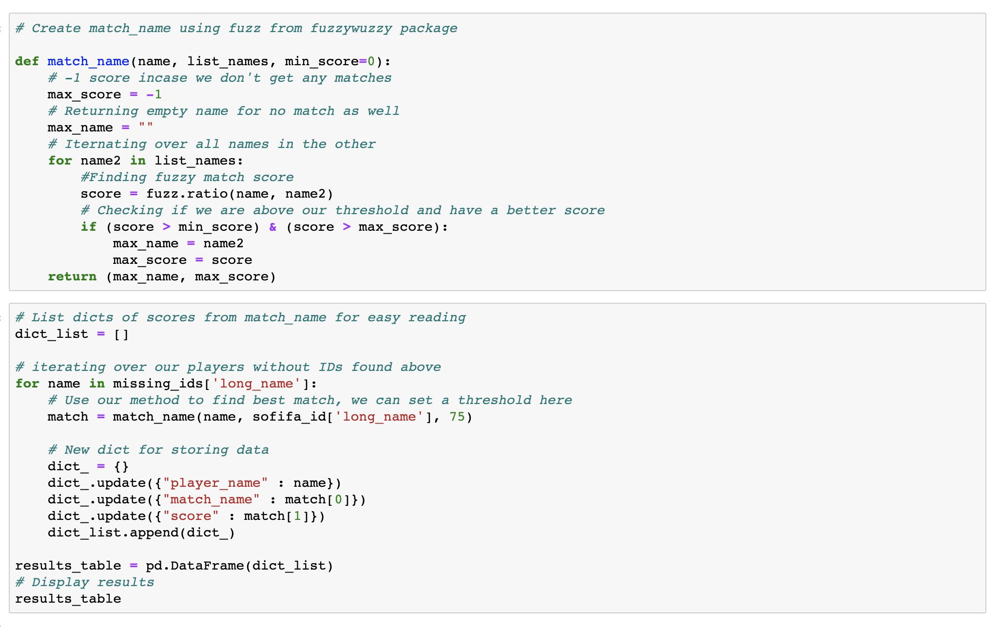 # Create match_name using fuzz from fuzzywuzzy package
def match_name(name, list_names, min_score=0):
    # -1 score incase we don't get any matches
    max_score = -1
    # Returning empty name for no match as well
    max_name = ""
    # Iternating over all names in the other
    for name2 in list_names:
        #Finding fuzzy match score
        score = fuzz.ratio(name, name2)
        # Checking if we are above our threshold and have a better score
        if (score > min_score) & (score > max_score):
            max_name = name2
            max_score = score
    return (max_name, max_score)
# List dicts of scores from match_name for easy reading
dict_list = []
# iterating over our players without IDs found above
for name in missing_ids['long_name']:
    # Use our method to find best match, we can set a threshold here
    match = match_name(name, sofifa_id['long_name'], 75)
    # New dict for storing data
    dict_ = {}
    dict_.update({"player_name" : name})
    dict_.update({"match_name" : match[0]})
    dict_.update({"score" : match[1]})
    dict_list.append(dict_)
results_table = pd.DataFrame(dict_list)
# Display results
results_table